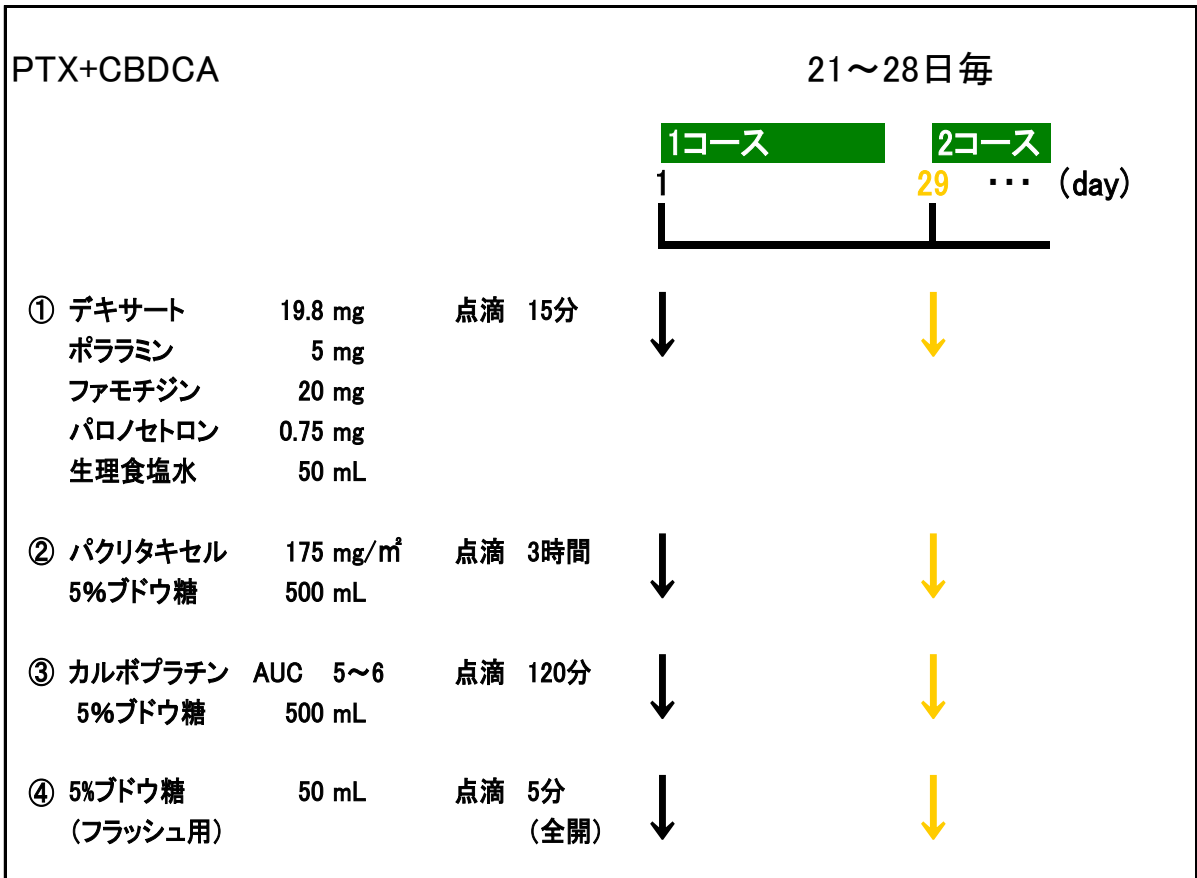 PTX+CBDCA 21～28日毎
1コース 2コース
1 29 ・・・ (day)
① デキサート 19.8 mg 点滴 15分
ポララミン 5 mg
ファモチジン 20 mg
パロノセトロン 0.75 mg
生理食塩水 50 mL
② パクリタキセル 175 mg/㎡ 点滴 3時間
5%ブドウ糖 500 mL
③ カルボプラチン AUC 5～6 点滴 120分
5%ブドウ糖 500 mL
④ 5%ブドウ糖 50 mL 点滴 5分
(フラッシュ用) (全開)